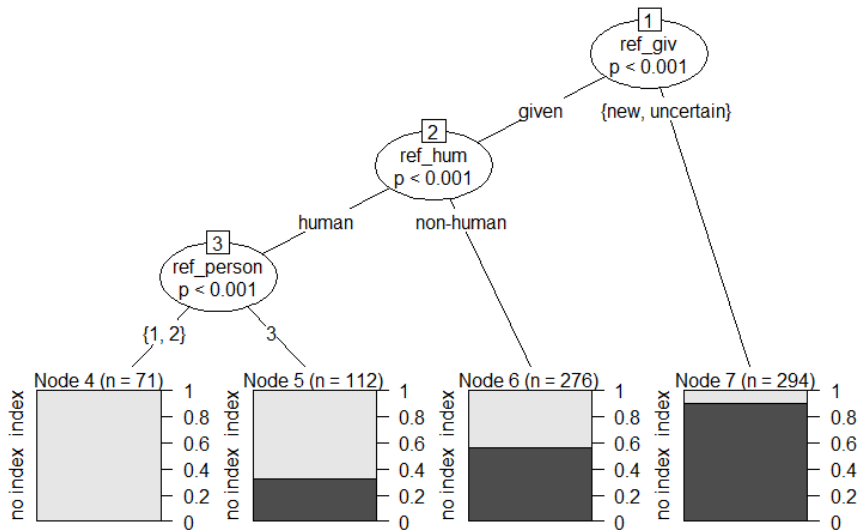 1
ref_giv
p < 0.001
given
{new, uncertain}
2
ref_hum
p < 0.001
human
non-human
3
ref_person
p < 0.001
{1, 2}
3
Node 4 (n = 71)
no index index
1
0.8
0.6
0.4
0.2
0
Node 5 (n = 112)
no index index
1
0.8
0.6
0.4
0.2
0
Node 6 (n = 276)
no index index
1
0.8
0.6
0.4
0.2
0
Node 7 (n = 294)
no index index
1
0.8
0.6
0.4
0.2
0